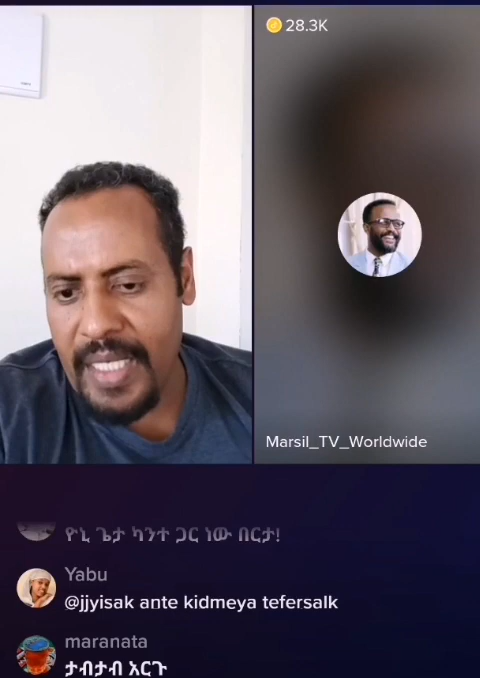 28.3K
Marsil_TV_Worldwide
ዮኒ ጌታ ካንተ ጋር ነው በርታ!
Yabu
@jjyisak ante kidmeya tefersalk
maranata
ታብታብ አርጉ